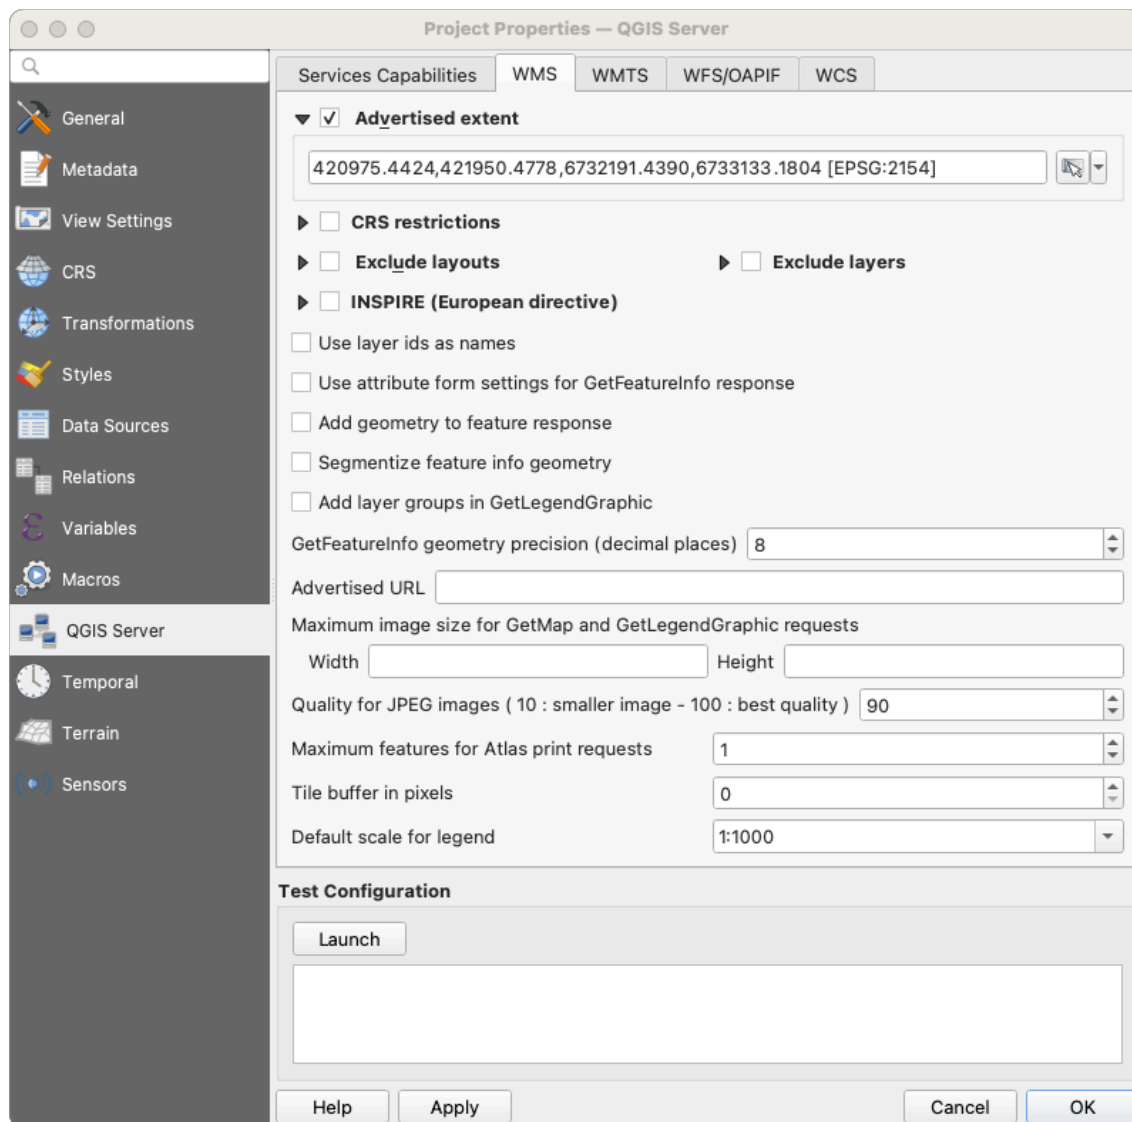 Project Properties — QGIS Server
General
Metadata
View Settings
CRS
Transformations
Styles
Data Sources
Relations
Variables
Macros
QGIS Server
Temporal
Terrain
Sensors
Services Capabilities WMS WMTS WFS/OAPIF WCS
Advertised extent
420975.4424,421950.4778,6732191.4390,6733133.1804 [EPSG:2154]
CRS restrictions
Exclude layouts Exclude layers
INSPIRE (European directive)
Use layer ids as names
Use attribute form settings for GetFeatureInfo response
Add geometry to feature response
Segmentize feature info geometry
Add layer groups in GetLegendGraphic
GetFeatureInfo geometry precision (decimal places) 8
Advertised URL
Maximum image size for GetMap and GetLegendGraphic requests
Width Height
Quality for JPEG images ( 10 : smaller image - 100 : best quality ) 90
Maximum features for Atlas print requests 1
Tile buffer in pixels 0
Default scale for legend 1:1000
Test Configuration
Launch
Help Apply Cancel OK